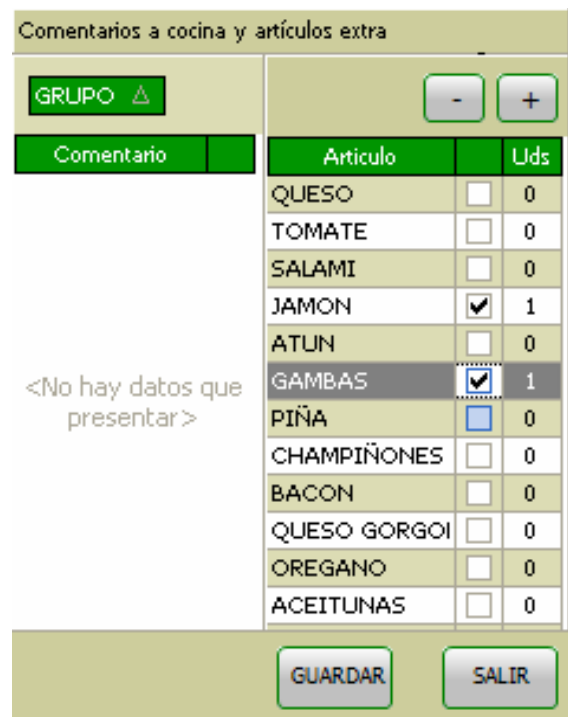 Comentarios a cocina y artículos extra
GRUPO
- +
Comentario
<No hay datos que
presentar>
Articulo Uds
QUESO 0
TOMATE 0
SALAMI 0
JAMON 1
ATUN 0
GAMBAS 1
PIÑA 0
CHAMPIÑONES 0
BACON 0
QUESO GORGO 0
OREGANO 0
ACEITUNAS 0
GUARDAR SALIR